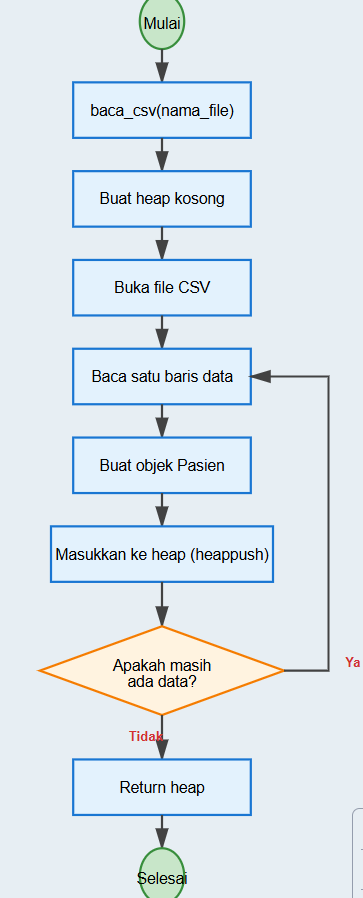 Mulai
baca_csv(nama_file)
Buat heap kosong
Buka file CSV
Baca satu baris data
Buat objek Pasien
Masukkan ke heap (heappush)
Apakah masih
ada data?
Ya
Tidak
Return heap
Selesai